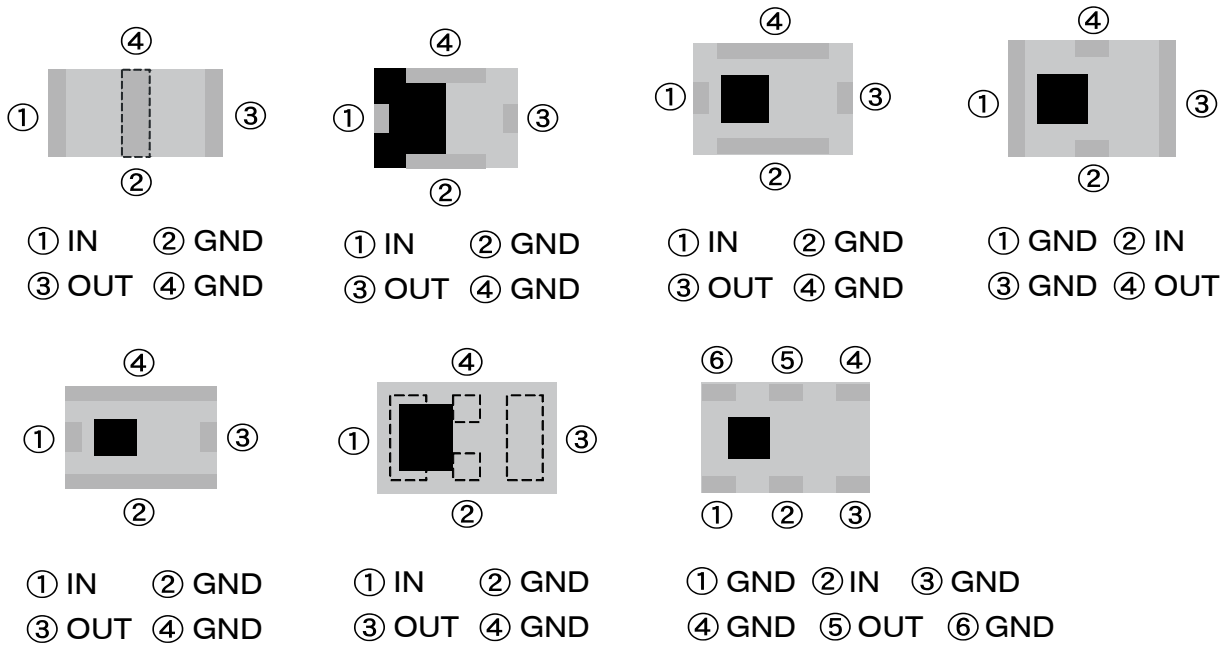 ④ ④ ④ ④
① ③ ① ③ ① ③ ① ③
② ② ② ②
① IN ② GND ① IN ② GND ① IN ② GND ① GND ② IN
③ OUT ④ GND ③ OUT ④ GND ③ OUT ④ GND ③ GND ④ OUT
④ ④ ⑥ ⑤ ④
① ③ ① ③
② ② ① ② ③
① IN ② GND ① IN ② GND ① GND ② IN ③ GND
③ OUT ④ GND ③ OUT ④ GND ④ GND ⑤ OUT ⑥ GND